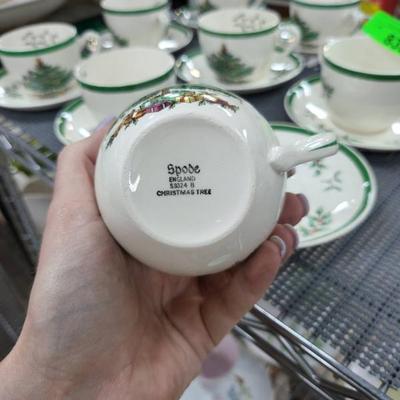 Spode
ENGLAND
S3324 B
CHRISTMAS TREE